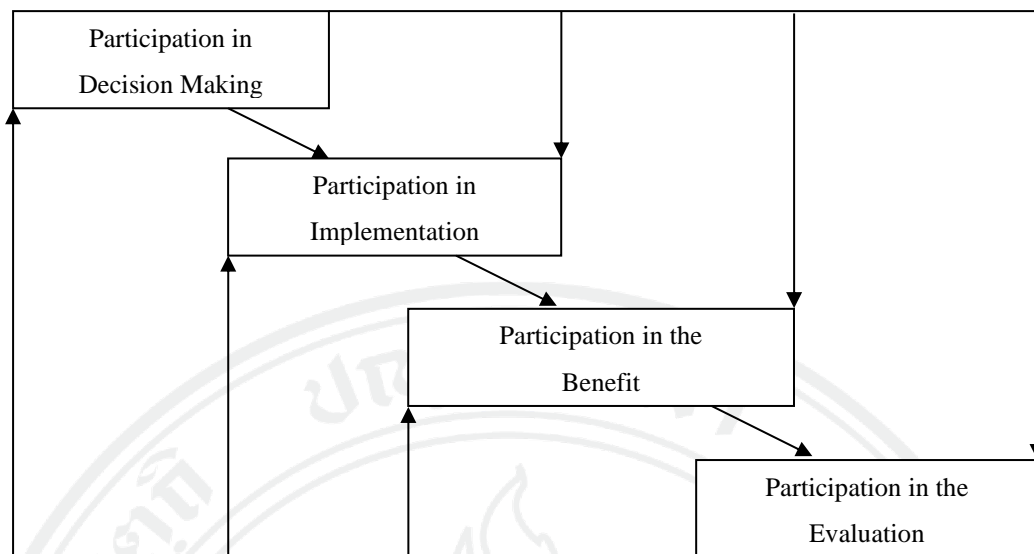 Participation in
Decision Making
Participation in
Implementation
Participation in the
Benefit
Participation in the
Evaluation